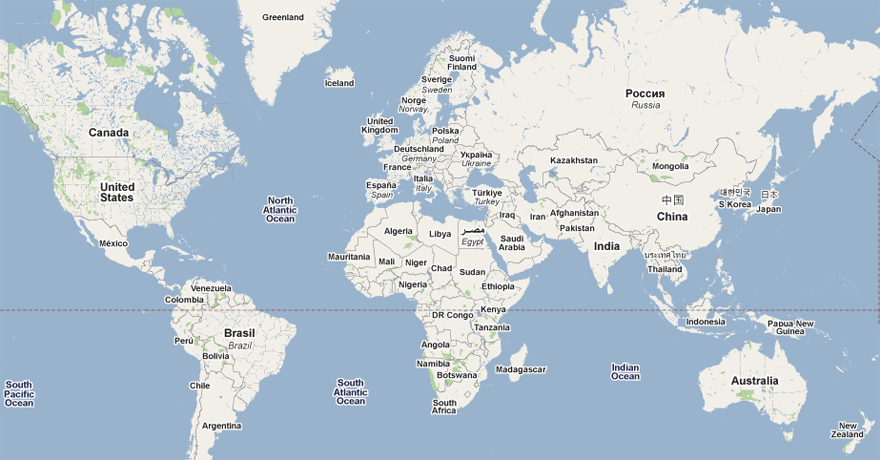 Greenland
Iceland
Suomi
Finland
Sverige
Sweden
Norge
Norway
Россия
Russia
Canada
United
Kingdom
Polska
Poland
Deutschland
Germany
Україна
Ukraine
France
Kazakhstan
Mongolia
United
States
Italia
Italy
España
Spain
Türkiye
Turkey
中国
China
대한민국
S Korea
日本
Japan
North
Atlantic
Ocean
Iraq
Iran
Afghanistan
Pakistan
México
Algeria
Libya
مصر
Egypt
Saudi
Arabia
India
ประเทศไทย
Thailand
Mauritania
Mali
Niger
Chad
Sudan
Nigeria
Ethiopia
Venezuela
Colombia
DR Congo
Kenya
Tanzania
Indonesia
Papua New
Guinea
Brasil
Brazil
Perú
Bolivia
Angola
Namibia
Botswana
Madagascar
Indian
Ocean
Australia
South
Pacific
Ocean
Chile
South
Atlantic
Ocean
South
Africa
Argentina
New
Zealand